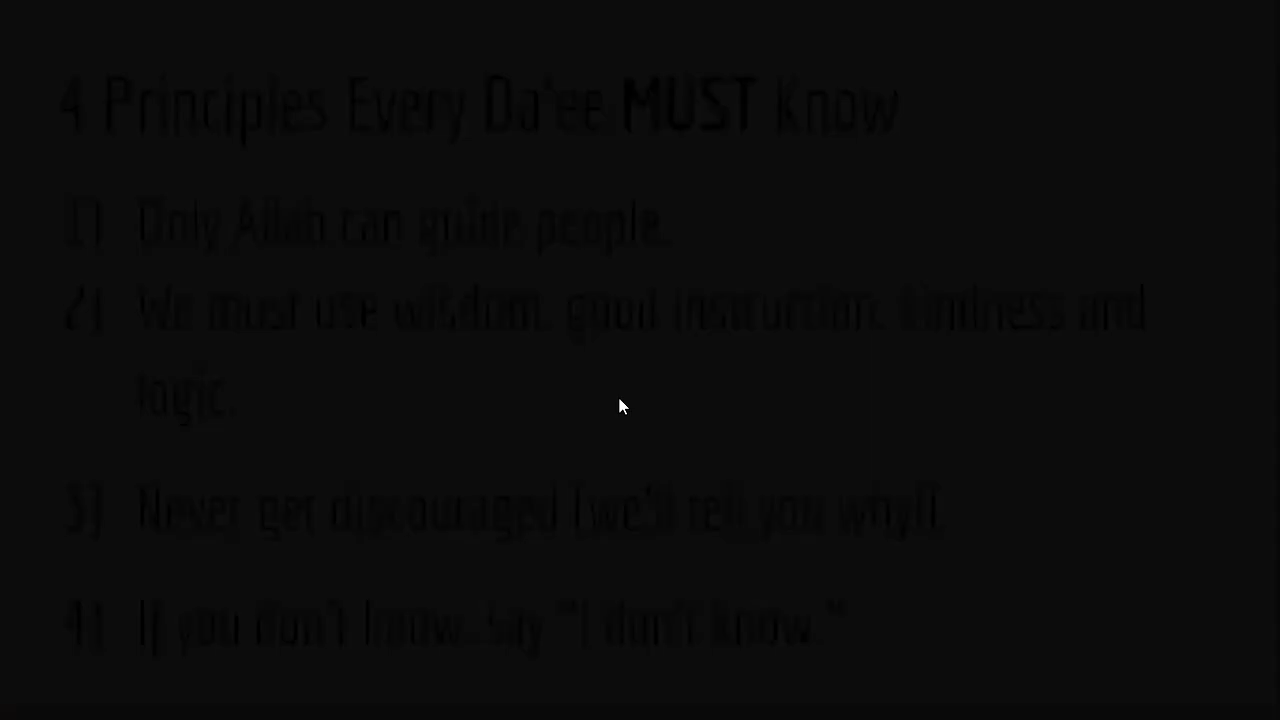 4 Principles Every Da'ee MUST Know
1) Only Allah can guide people.
2) We must use wisdom, good instruction, kindness and
logic.
3) Never get discouraged (we'll tell you why!).
4) If you don't know...say "I don't know."